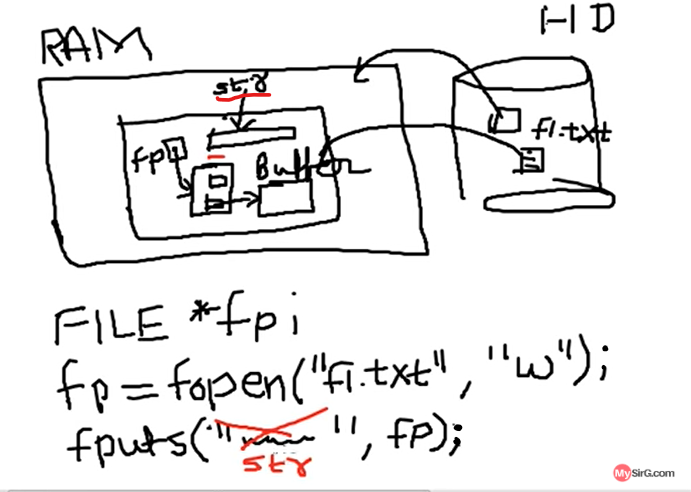 RAM
HD
str
f1.txt
fp
Buffer
FILE *fp;
fp = fopen("f1.txt", "w");
fputs("        ", fp);
str
MySirG.com